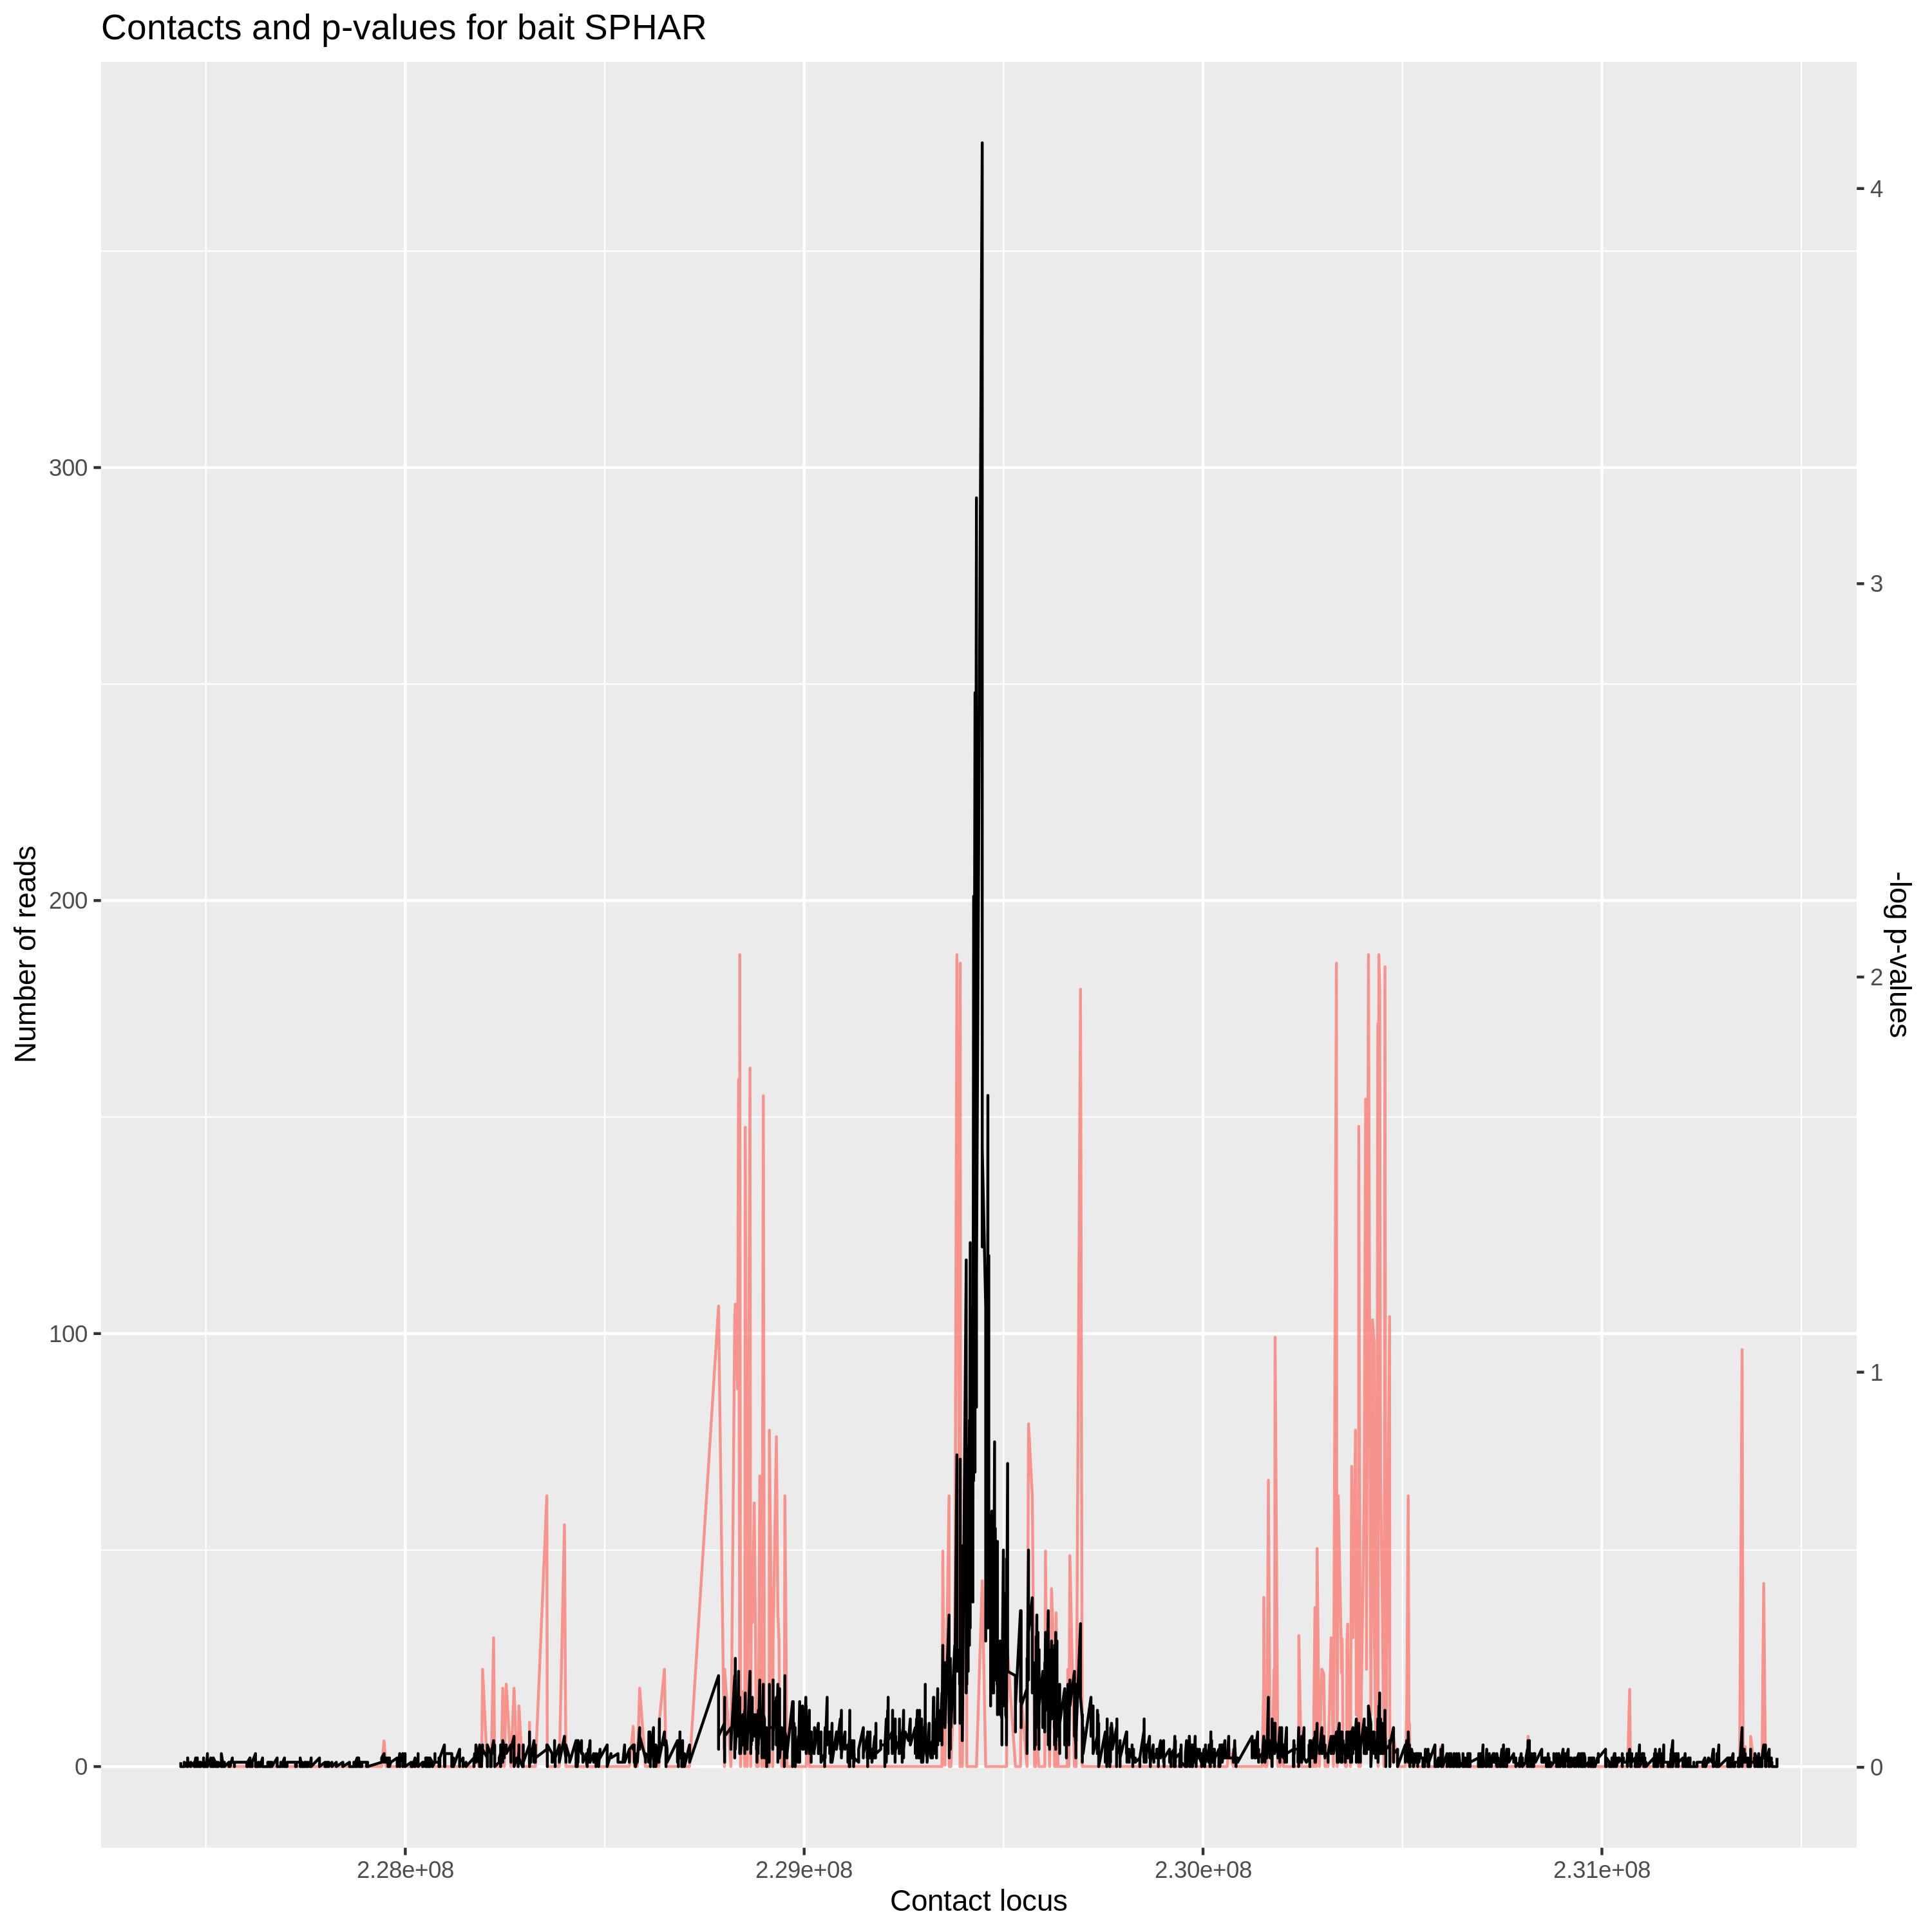 Contacts and p-values for bait SPHAR
Number of reads
300
200
100
0
4
3
2
1
0
-log p-values
2.28e+08
2.29e+08
2.30e+08
2.31e+08
Contact locus